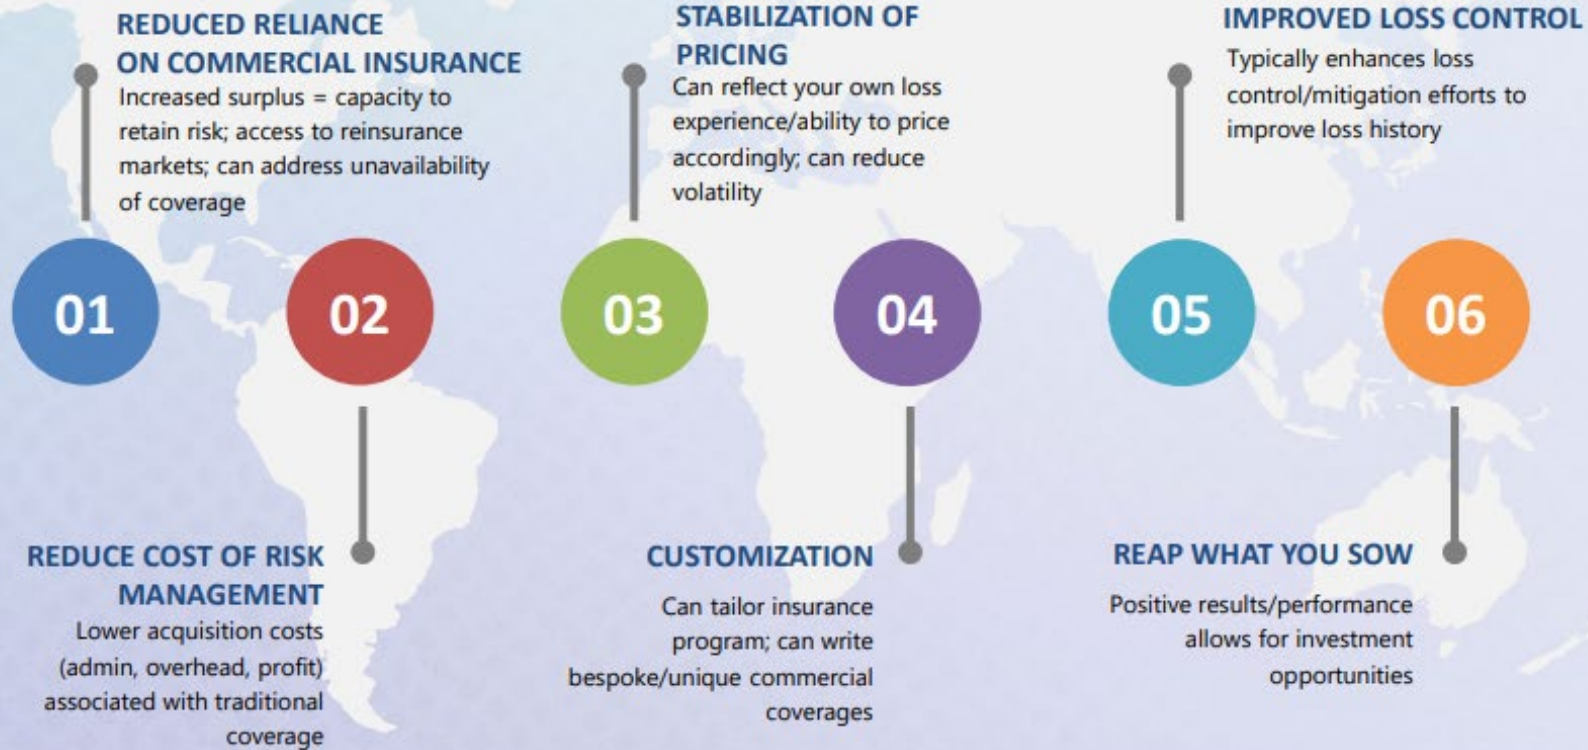 REDUCED RELIANCE
ON COMMERCIAL INSURANCE
Increased surplus = capacity to
retain risk; access to reinsurance
markets; can address unavailability
of coverage
STABILIZATION OF
PRICING
Can reflect your own loss
experience/ability to price
accordingly; can reduce
volatility
IMPROVED LOSS CONTROL
Typically enhances loss
control/mitigation efforts to
improve loss history
01
02
03
04
05
06
REDUCE COST OF RISK
MANAGEMENT
Lower acquisition costs
(admin, overhead, profit)
associated with traditional
coverage
CUSTOMIZATION
Can tailor insurance
program; can write
bespoke/unique commercial
coverages
REAP WHAT YOU SOW
Positive results/performance
allows for investment
opportunities